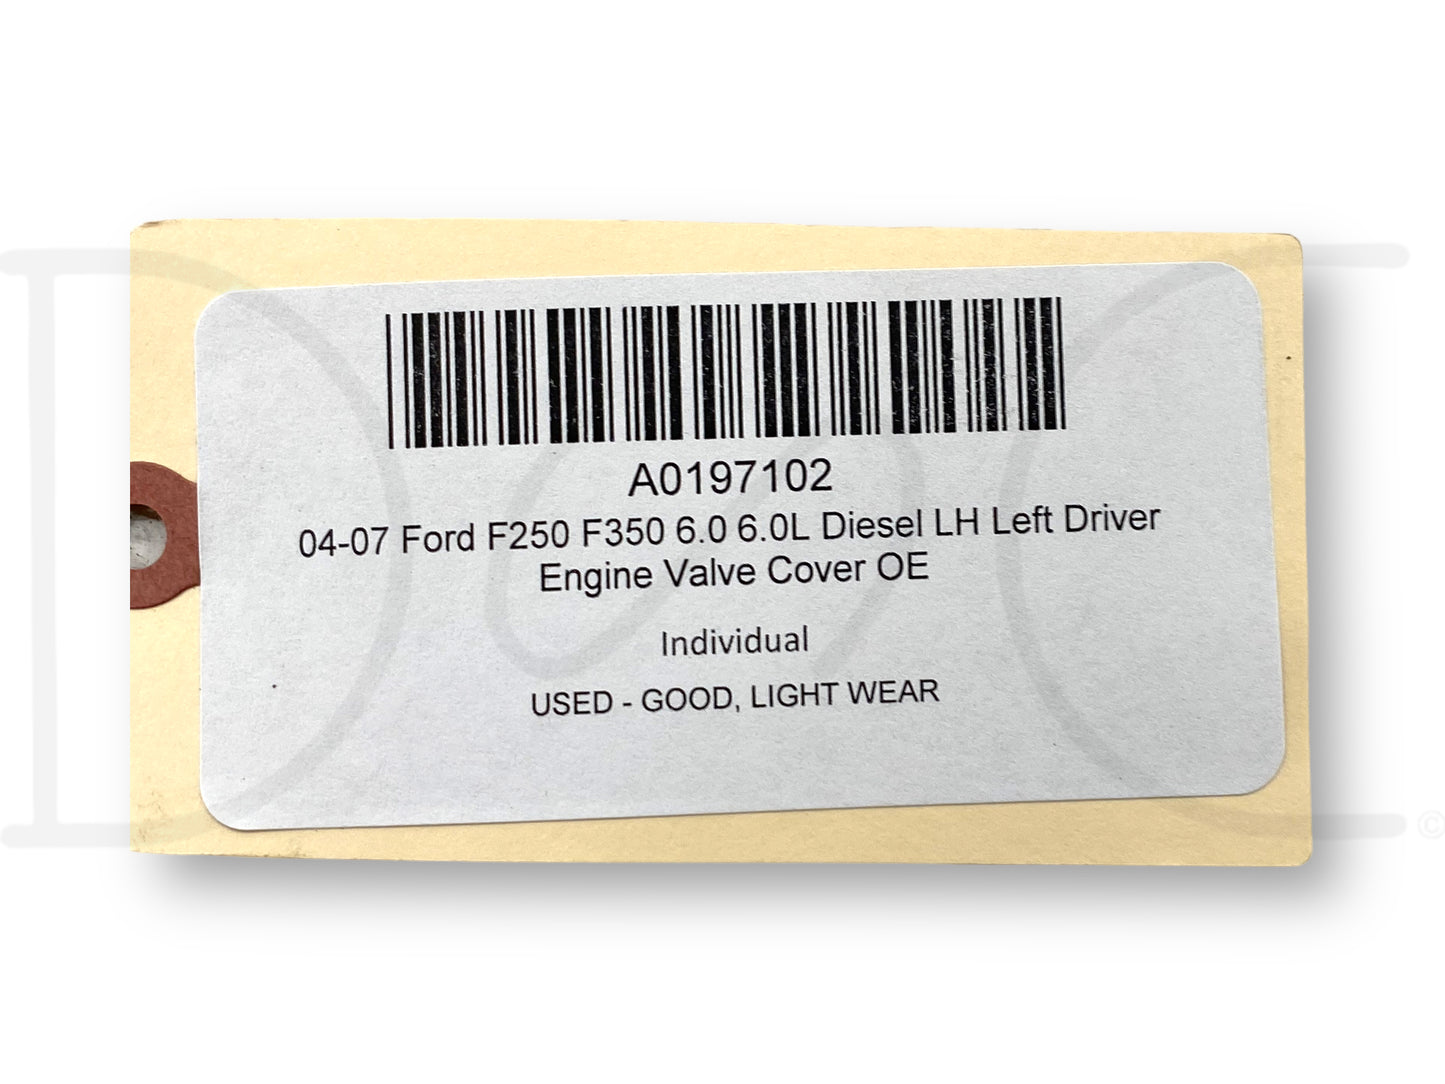 A0197102
04-07 Ford F250 F350 6.0 6.0L Diesel LH Left Driver
Engine Valve Cover OE
Individual
USED - GOOD, LIGHT WEAR
©